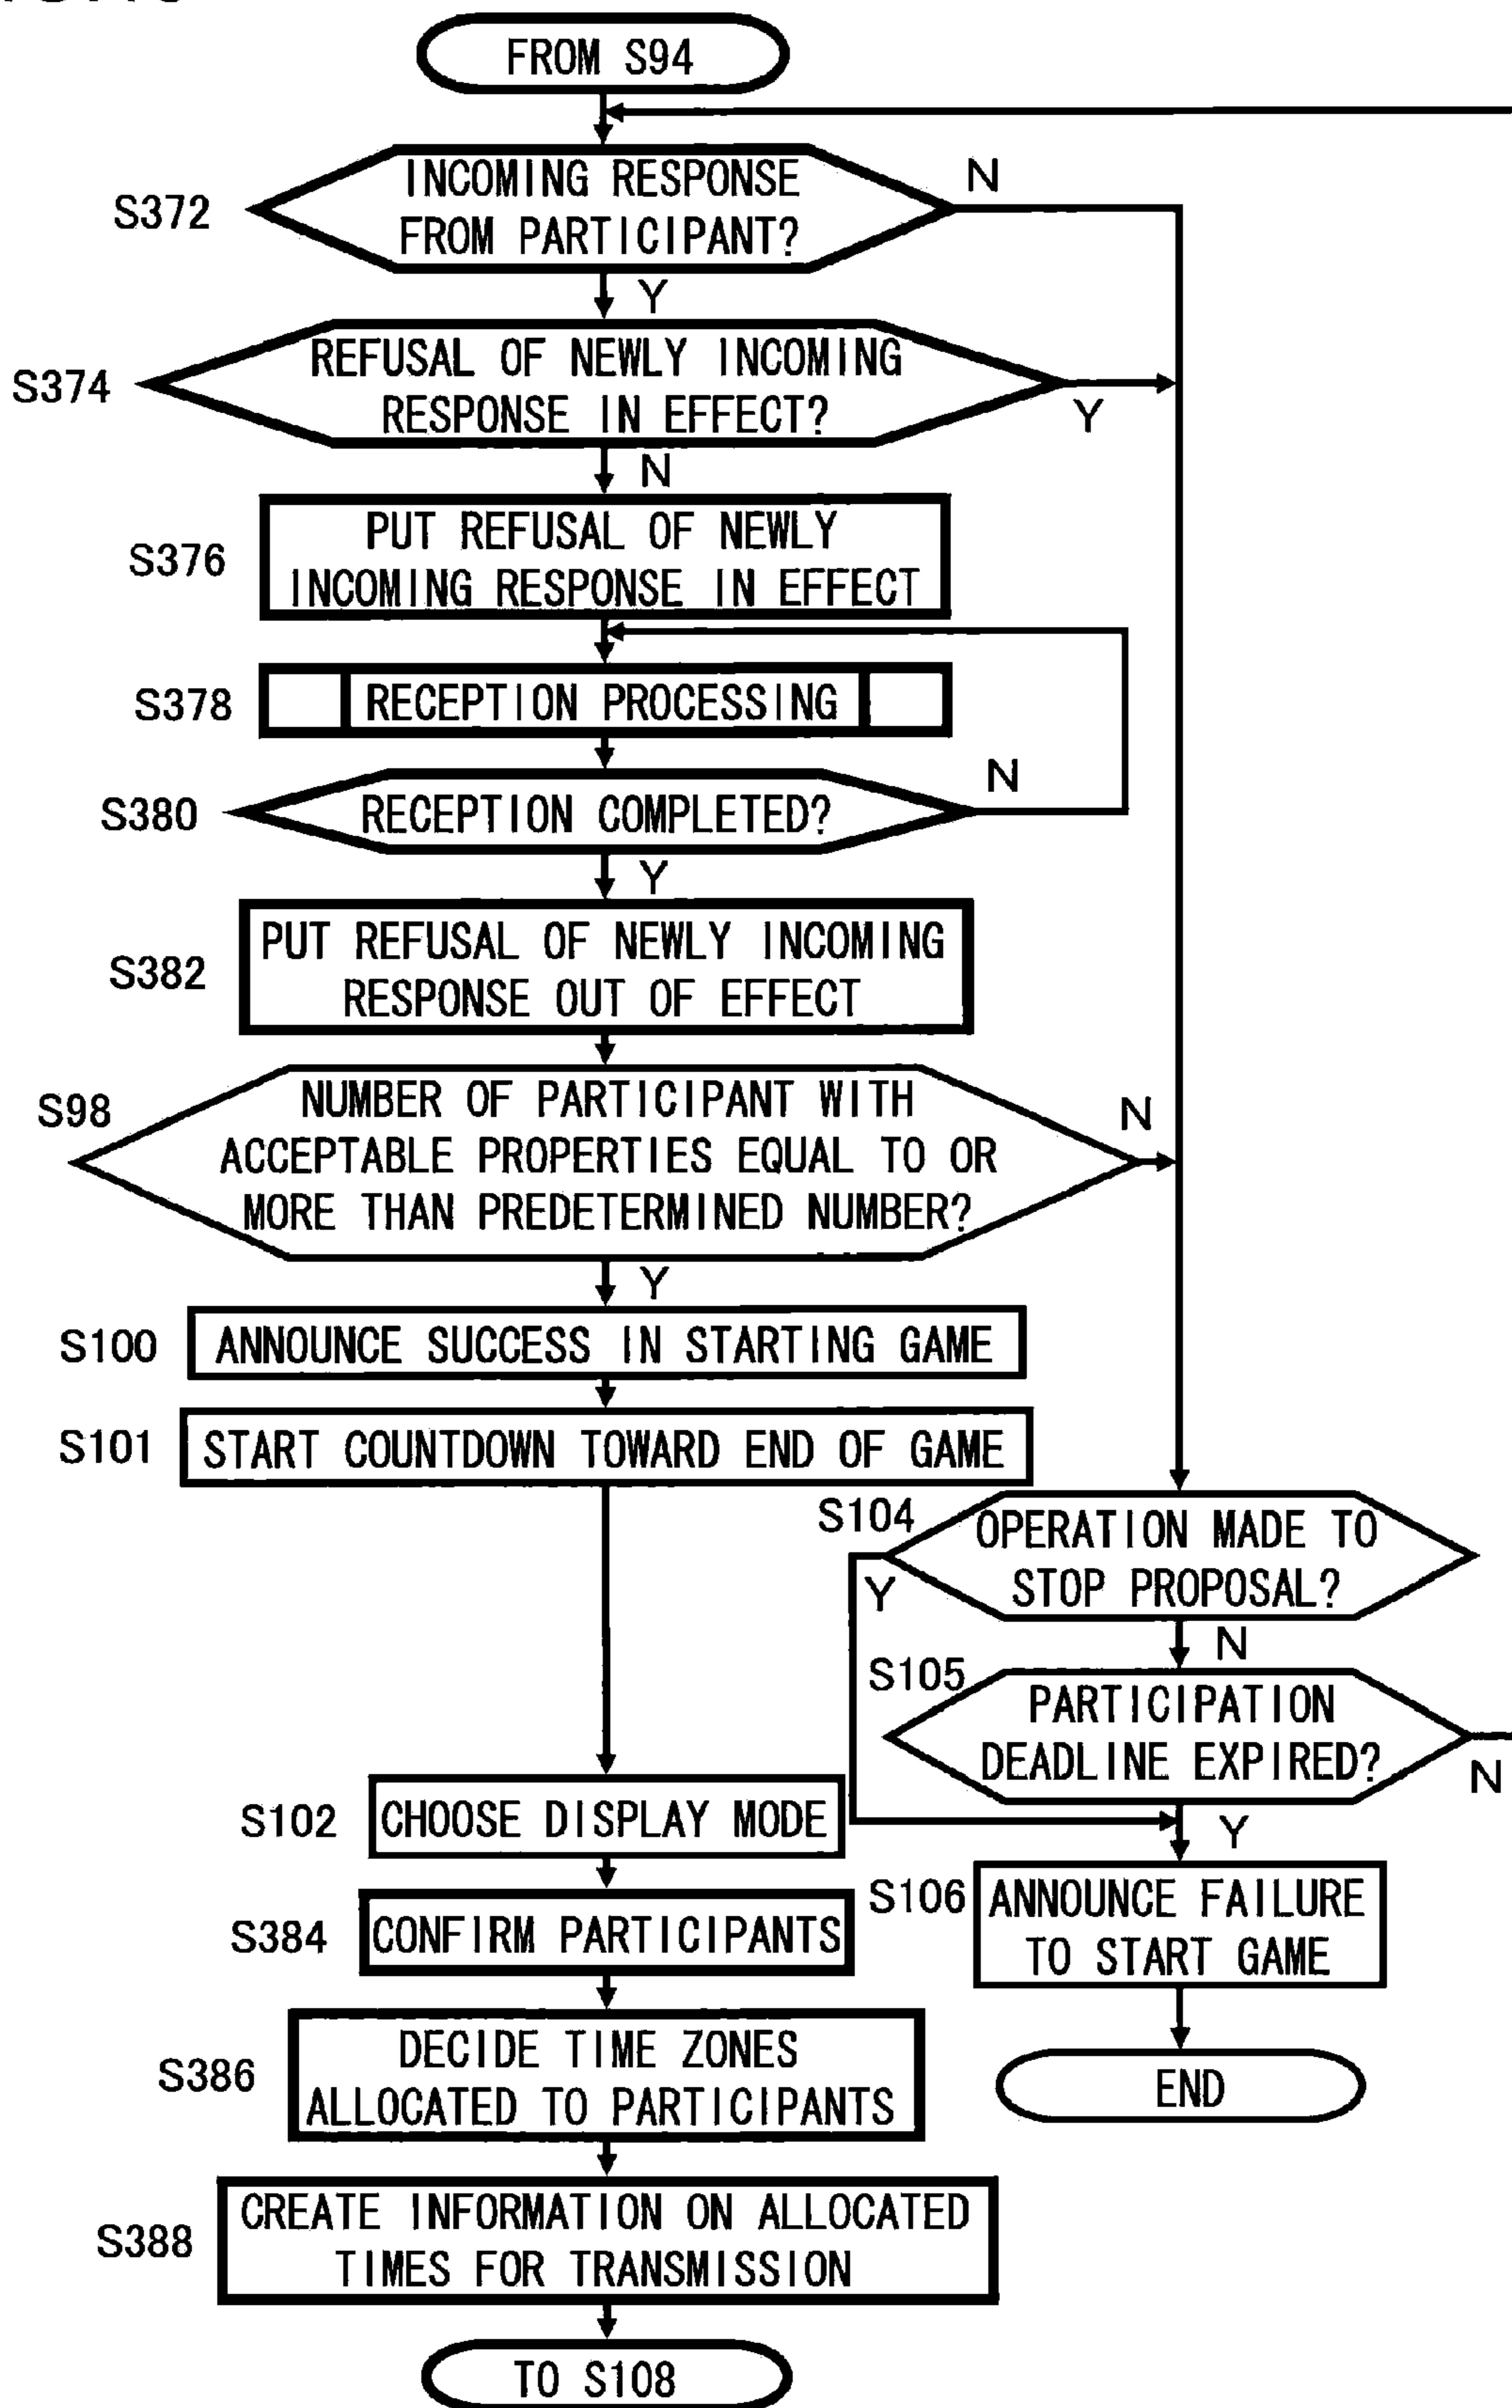 FROM S94
S372
INCOMING RESPONSE
FROM PARTICIPANT?
N
Y
S374
REFUSAL OF NEWLY INCOMING
RESPONSE IN EFFECT?
Y
N
S376
PUT REFUSAL OF NEWLY
INCOMING RESPONSE IN EFFECT
S378
RECEPTION PROCESSING
S380
RECEPTION COMPLETED?
N
Y
S382
PUT REFUSAL OF NEWLY INCOMING
RESPONSE OUT OF EFFECT
S98
NUMBER OF PARTICIPANT WITH
ACCEPTABLE PROPERTIES EQUAL TO OR
MORE THAN PREDETERMINED NUMBER?
N
Y
S100
ANNOUNCE SUCCESS IN STARTING GAME
S101
START COUNTDOWN TOWARD END OF GAME
S104
OPERATION MADE TO
STOP PROPOSAL?
Y
N
S105
PARTICIPATION
DEADLINE EXPIRED?
N
Y
S102
CHOOSE DISPLAY MODE
S106
ANNOUNCE FAILURE
TO START GAME
S384
CONFIRM PARTICIPANTS
S386
DECIDE TIME ZONES
ALLOCATED TO PARTICIPANTS
END
S388
CREATE INFORMATION ON ALLOCATED
TIMES FOR TRANSMISSION
TO S108